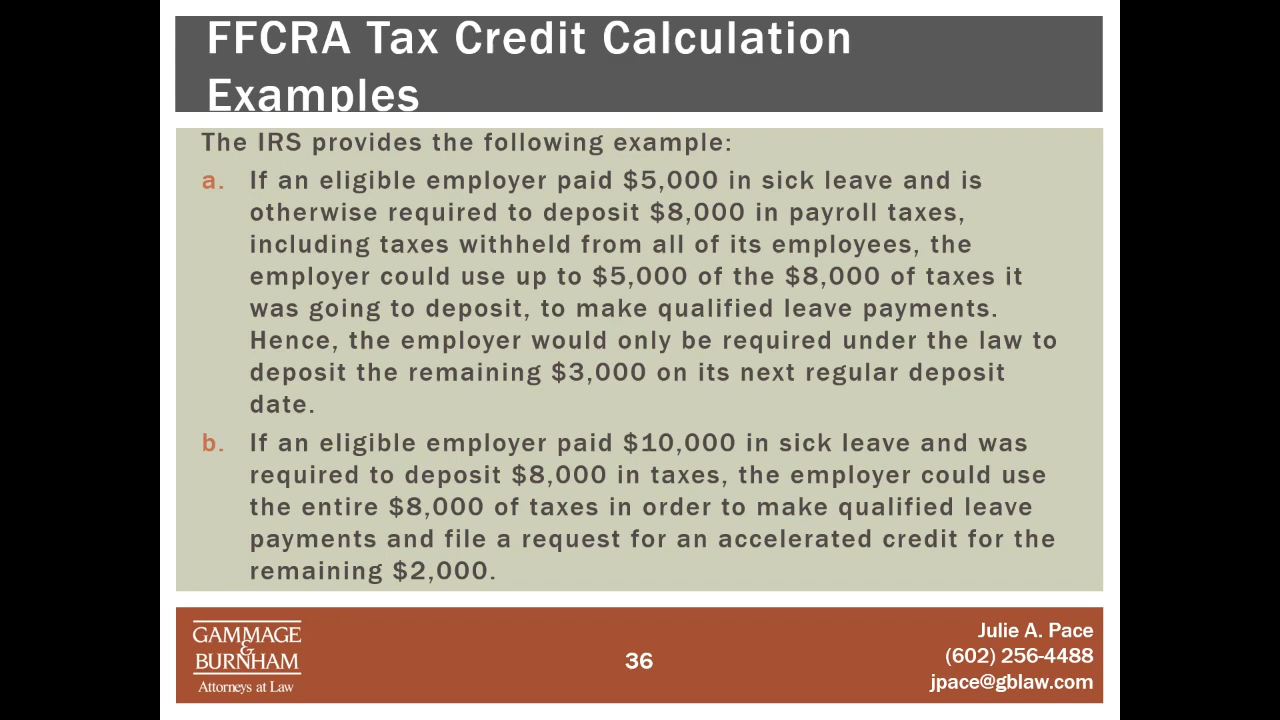 FFCRA Tax Credit Calculation
Examples
The IRS provides the following example:
a. If an eligible employer paid $5,000 in sick leave and is
otherwise required to deposit $8,000 in payroll taxes,
including taxes withheld from all of its employees, the
employer could use up to $5,000 of the $8,000 of taxes it
was going to deposit, to make qualified leave payments.
Hence, the employer would only be required under the law to
deposit the remaining $3,000 on its next regular deposit
date.
b. If an eligible employer paid $10,000 in sick leave and was
required to deposit $8,000 in taxes, the employer could use
the entire $8,000 of taxes in order to make qualified leave
payments and file a request for an accelerated credit for the
remaining $2,000.
GAMMAGE
&
BURNHAM
Attorneys at Law
36
Julie A. Pace
(602) 256-4488
jpace@gblaw.com